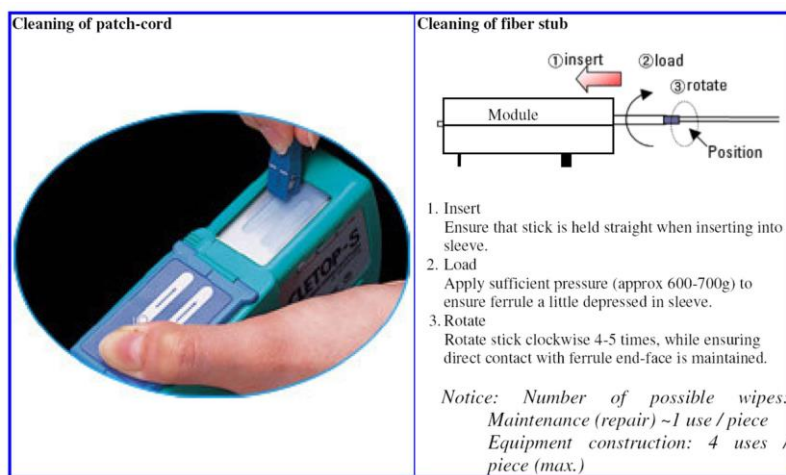 Cleaning of patch-cord
CLETOP-S
Cleaning of fiber stub
①insert
②load
③rotate
Module
Position
1. Insert
Ensure that stick is held straight when inserting into
sleeve.
2. Load
Apply sufficient pressure (approx 600-700g) to
ensure ferrule a little depressed in sleeve.
3. Rotate
Rotate stick clockwise 4-5 times, while ensuring
direct contact with ferrule end-face is maintained.
Notice: Number of possible wipes:
Maintenance (repair) ~1 use / piece
Equipment construction: 4 uses /
piece (max.)